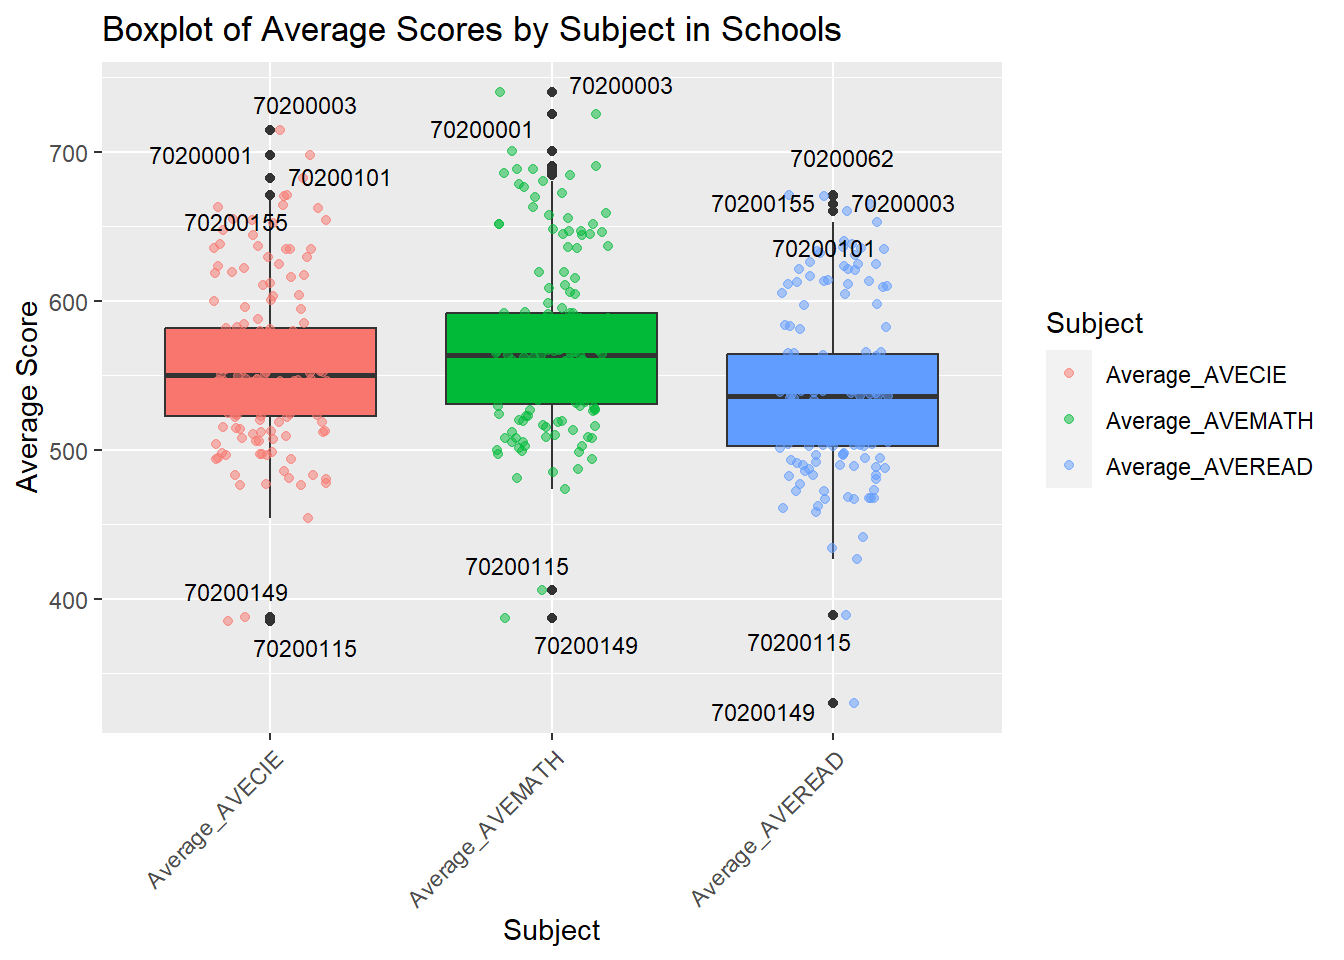 Boxplot of Average Scores by Subject in Schools
Average Score
700
600
500
400
70200003
70200001
70200101
70200155
70200149
70200115
70200003
70200001
70200115
70200149
70200062
70200155
70200003
70200101
70200115
70200149
Average_AVECIE
Average_AVEMATH
Average_AVEREAD
Subject
Subject
Average_AVECIE
Average_AVEMATH
Average_AVEREAD